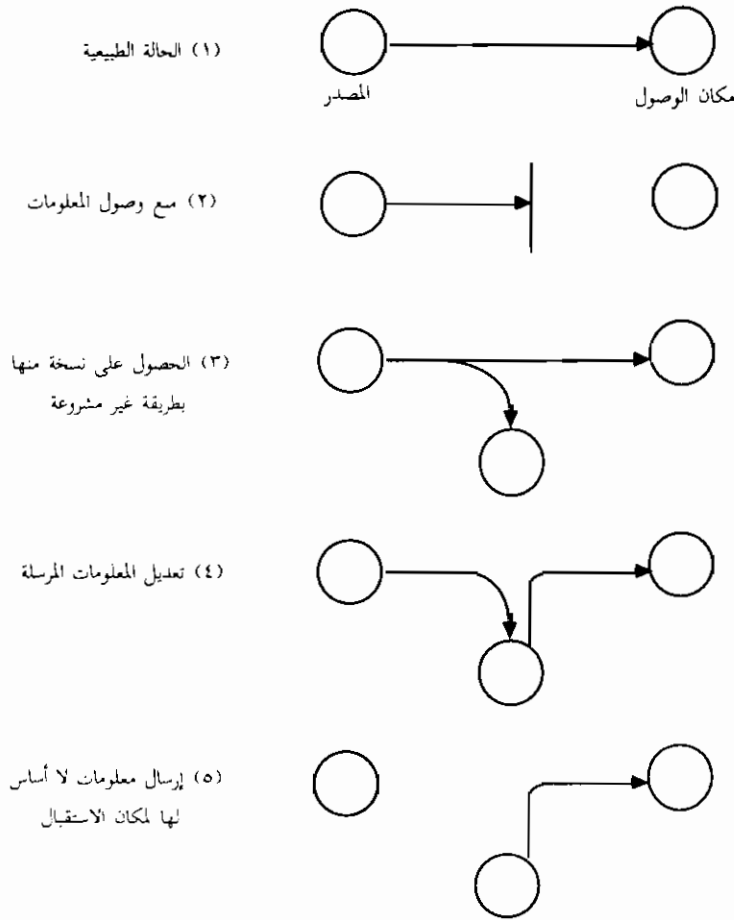 (١) الحالة الطبيعية
المصدر
مكان الوصول
(٢) منع وصول المعلومات
(٣) الحصول على نسخة منها
بطريقة غير مشروعة
(٤) تعديل المعلومات المرسلة
(٥) إرسال معلومات لا أساس
لها لمكان الاستقبال